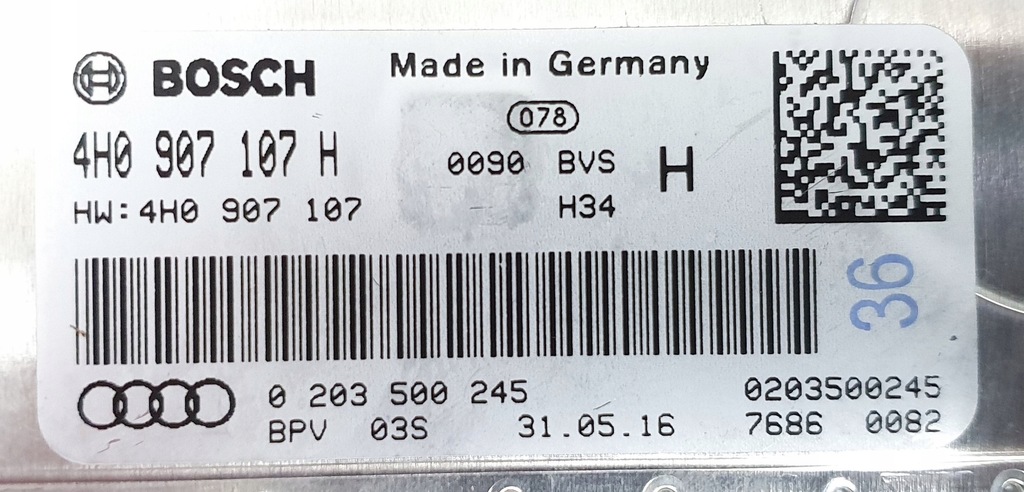 BOSCH Made in Germany
078
4H0 907 107 H 0090 BVS H
HW: 4H0 907 107 H34
36
0 203 500 245 0203500245
BPV 03S 31.05.16 7686 0082